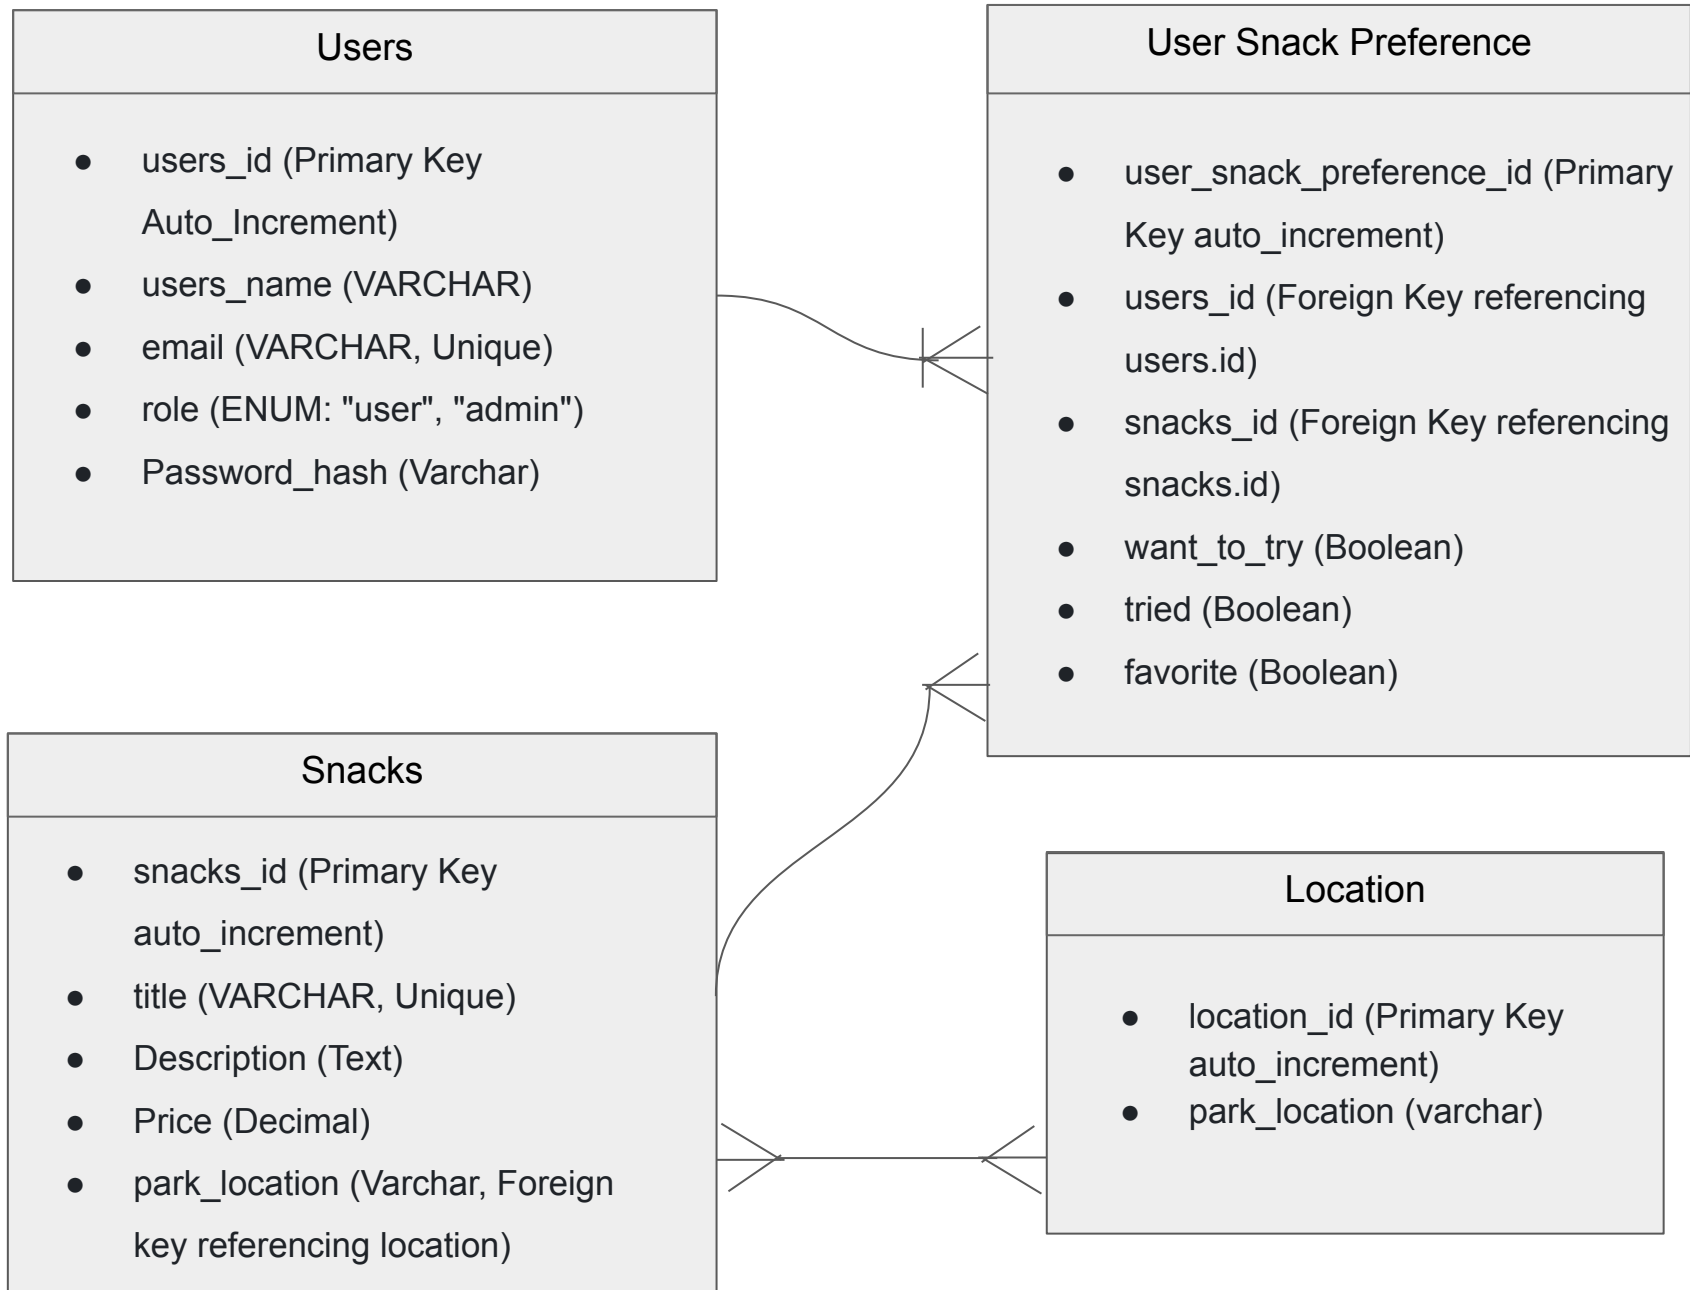 Users
● users_id (Primary Key
Auto_Increment)
● users_name (VARCHAR)
● email (VARCHAR, Unique)
● role (ENUM: "user", "admin")
● Password_hash (Varchar)
User Snack Preference
● user_snack_preference_id (Primary
Key auto_increment)
● users_id (Foreign Key referencing
users.id)
● snacks_id (Foreign Key referencing
snacks.id)
● want_to_try (Boolean)
● tried (Boolean)
● favorite (Boolean)
Snacks
● snacks_id (Primary Key
auto_increment)
● title (VARCHAR, Unique)
● Description (Text)
● Price (Decimal)
● park_location (Varchar, Foreign
key referencing location)
Location
● location_id (Primary Key
auto_increment)
● park_location (varchar)